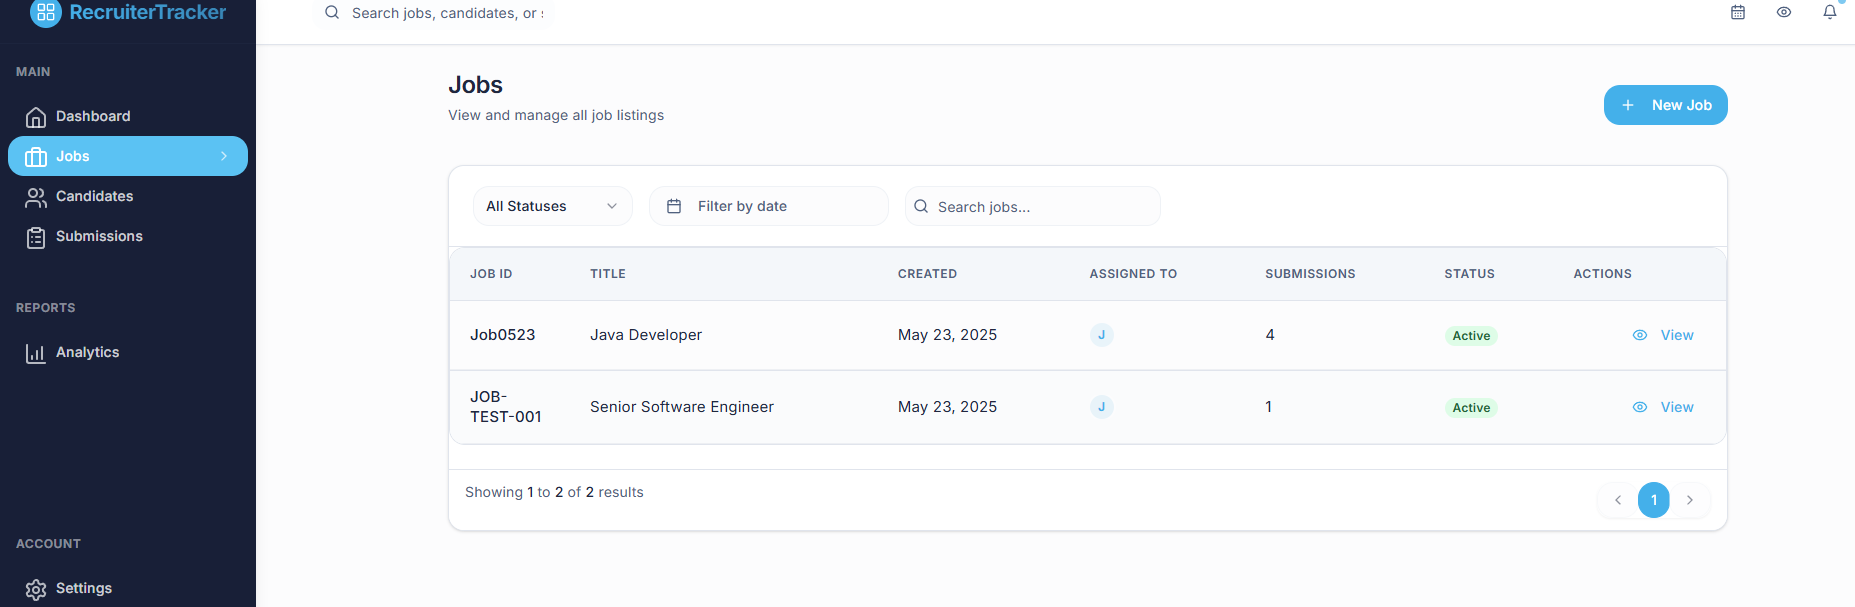 RecruiterTracker
Search jobs, candidates, or
MAIN
Dashboard
Jobs
Candidates
Submissions
REPORTS
Analytics
ACCOUNT
Settings
Jobs
View and manage all job listings
New Job
All Statuses
Filter by date
Search jobs...
JOB ID TITLE CREATED ASSIGNED TO SUBMISSIONS STATUS ACTIONS
Job0523 Java Developer May 23, 2025 J 4 Active View
JOB-
TEST-001 Senior Software Engineer May 23, 2025 J 1 Active View
Showing 1 to 2 of 2 results
1